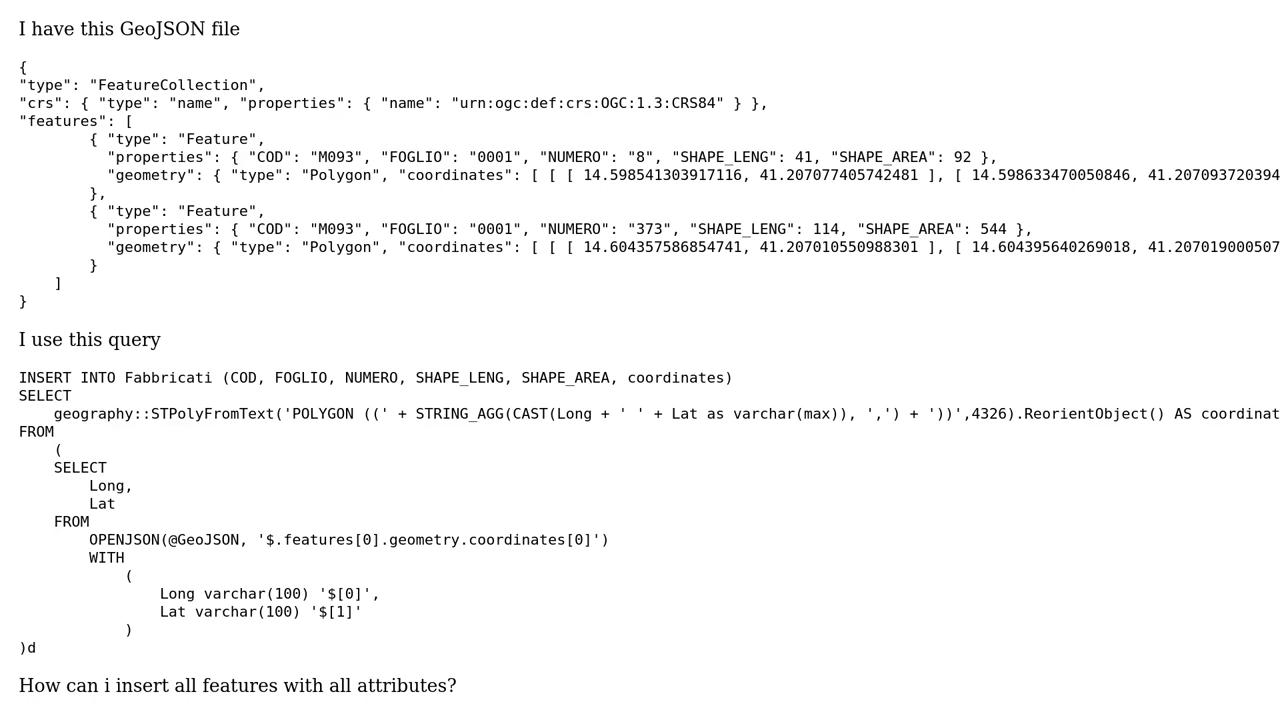 I have this GeoJSON file
{
"type": "FeatureCollection",
"crs": { "type": "name", "properties": { "name": "urn:ogc:def:crs:OGC:1.3:CRS84" } },
"features": [
        { "type": "Feature",
          "properties": { "COD": "M093", "FOGLIO": "0001", "NUMERO": "8", "SHAPE_LENG": 41, "SHAPE_AREA": 92 },
          "geometry": { "type": "Polygon", "coordinates": [ [ [ 14.598541303917116, 41.207077405742481 ], [ 14.598633470050846, 41.207093720394
        },
        { "type": "Feature",
          "properties": { "COD": "M093", "FOGLIO": "0001", "NUMERO": "373", "SHAPE_LENG": 114, "SHAPE_AREA": 544 },
          "geometry": { "type": "Polygon", "coordinates": [ [ [ 14.604357586854741, 41.207010550988301 ], [ 14.604395640269018, 41.207019000507
        }
    ]
}
I use this query
INSERT INTO Fabbricati (COD, FOGLIO, NUMERO, SHAPE_LENG, SHAPE_AREA, coordinates)
SELECT
    geography::STPolyFromText('POLYGON ((' + STRING_AGG(CAST(Long + ' ' + Lat as varchar(max)), ',') + '))',4326).ReorientObject() AS coordinat
FROM
    (
    SELECT
        Long,
        Lat
    FROM
        OPENJSON(@GeoJSON, '$.features[0].geometry.coordinates[0]')
        WITH
            (
                Long varchar(100) '$[0]',
                Lat varchar(100) '$[1]'
            )
)d
How can i insert all features with all attributes?